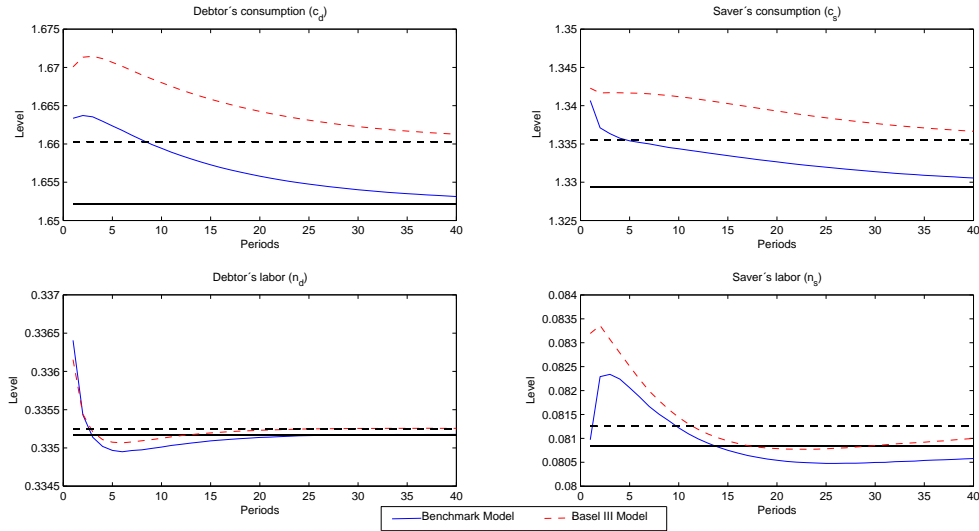 Debtor´s consumption (c_d)
1.675
1.67
1.665
1.66
1.655
1.65
Level
0 5 10 15 20 25 30 35 40
Periods
Saver´s consumption (c_s)
1.35
1.345
1.34
1.335
1.33
1.325
Level
0 5 10 15 20 25 30 35 40
Periods
Debtor´s labor (n_d)
0.337
0.3365
0.336
0.3355
0.335
0.3345
Level
0 5 10 15 20 25 30 35 40
Periods
Saver´s labor (n_s)
0.084
0.0835
0.083
0.0825
0.082
0.0815
0.081
0.0805
0.08
Level
0 5 10 15 20 25 30 35 40
Periods
Benchmark Model
Basel III Model